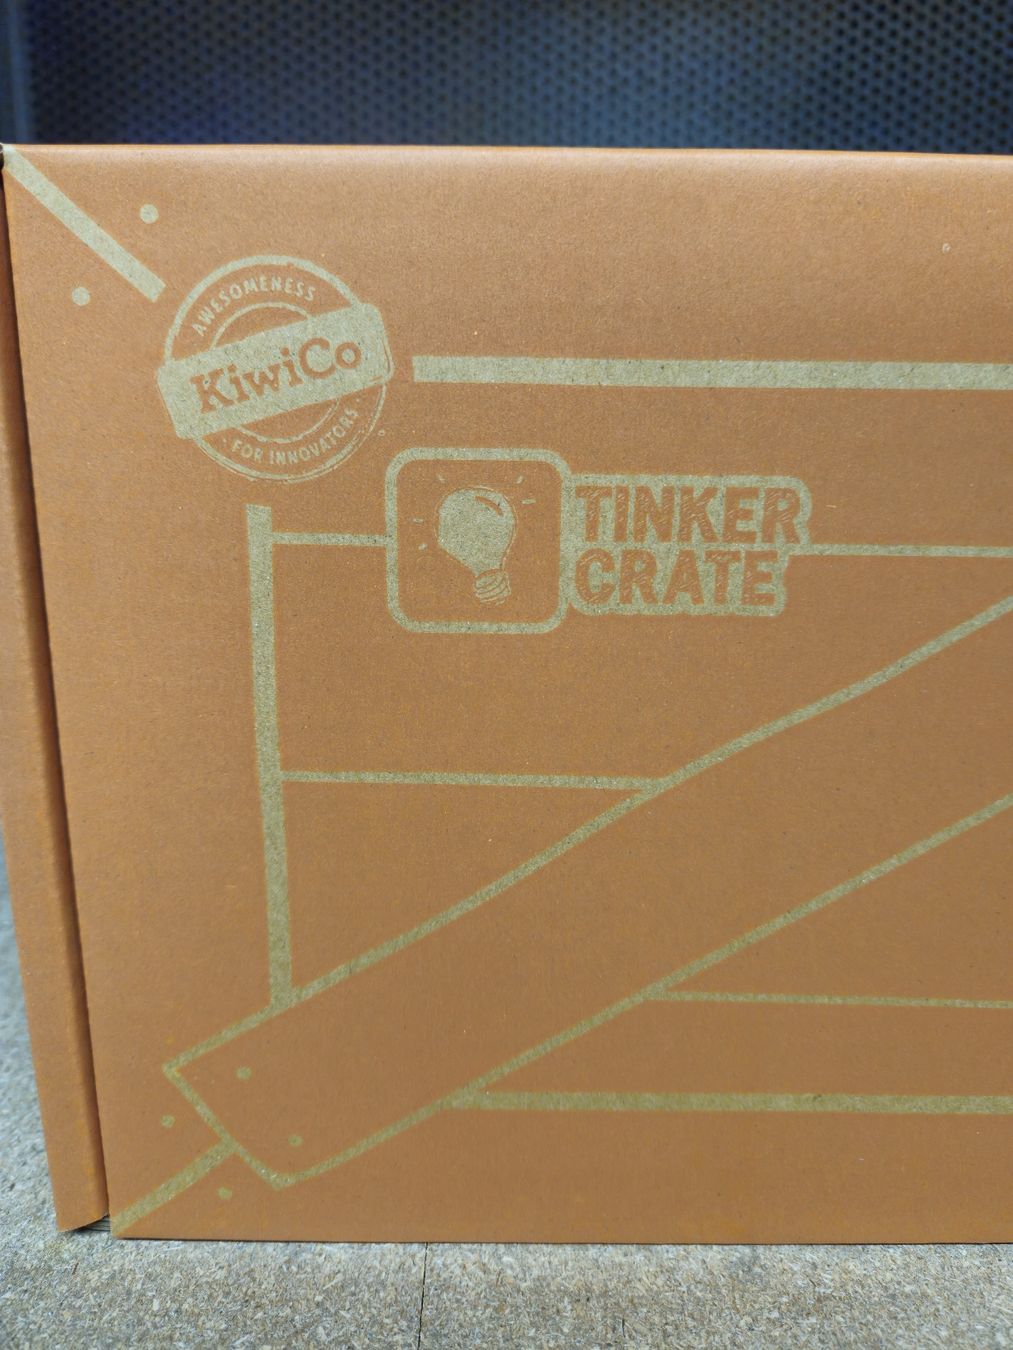 AWESOMENESS
KiwiCo
· FOR INNOVATORS ·
TINKER
CRATE